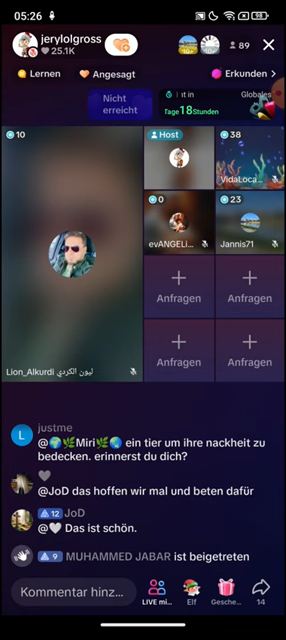 05:26
98
jerylolgross
25.1K
89
Lernen
Angesagt
Erkunden >
Nicht
erreicht
it in
Globales
Tage 18 Stunden
10
Host
38
VidaLoca...
0
23
evANGELi...
Jannis71
Anfragen
Anfragen
Anfragen
Anfragen
Lion_Alkurdi ليون الكردي
L
justme
@🌍🌿Miri🌿🌏 ein tier um ihre nackheit zu
bedecken. erinnerst du dich?
🤍
@JoD das hoffen wir mal und beten dafür
12 JoD
@🤍 Das ist schön.
9 MUHAMMED JABAR ist beigetreten
Kommentar hinz...
LIVE mi...
Elf
Gesche...
14